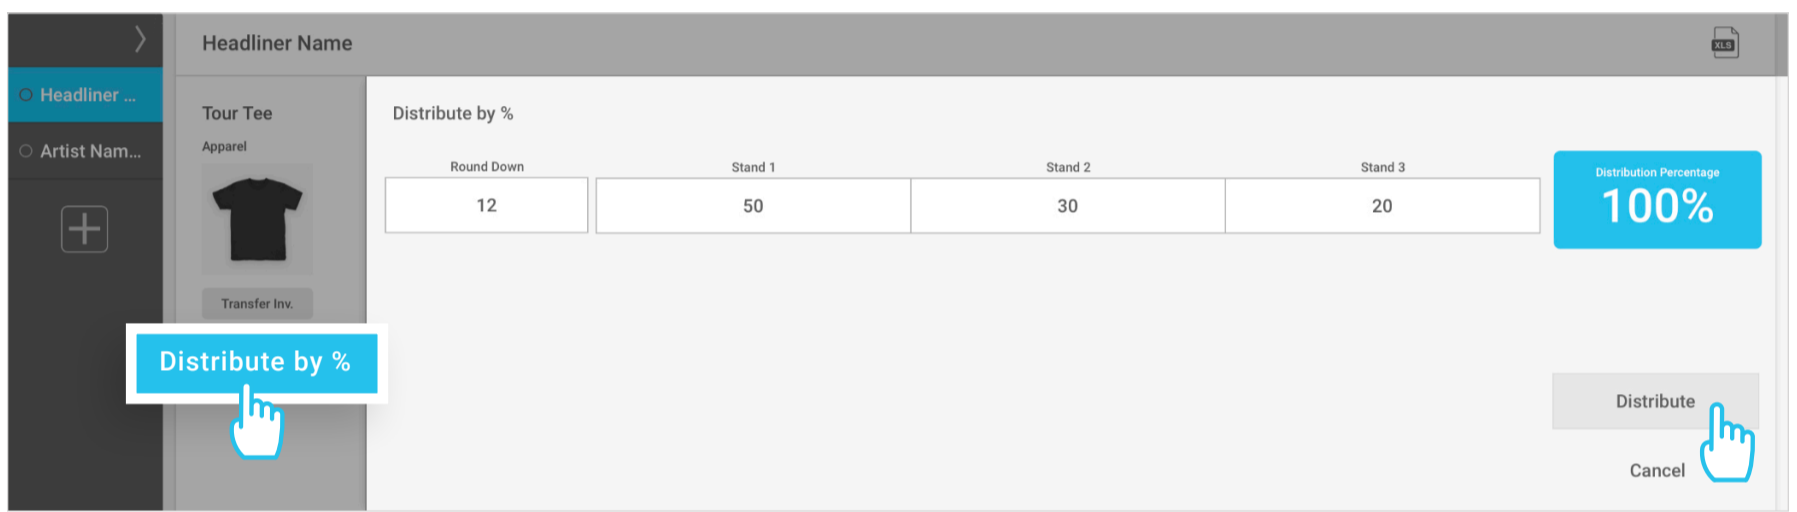 Headliner Name
XLS
Headliner ...
Artist Nam...
Tour Tee
Apparel
Transfer Inv.
Distribute by %
Distribute by %
Round Down
Stand 1
Stand 2
Stand 3
12
50
30
20
Distribution Percentage
100%
Distribute
Cancel